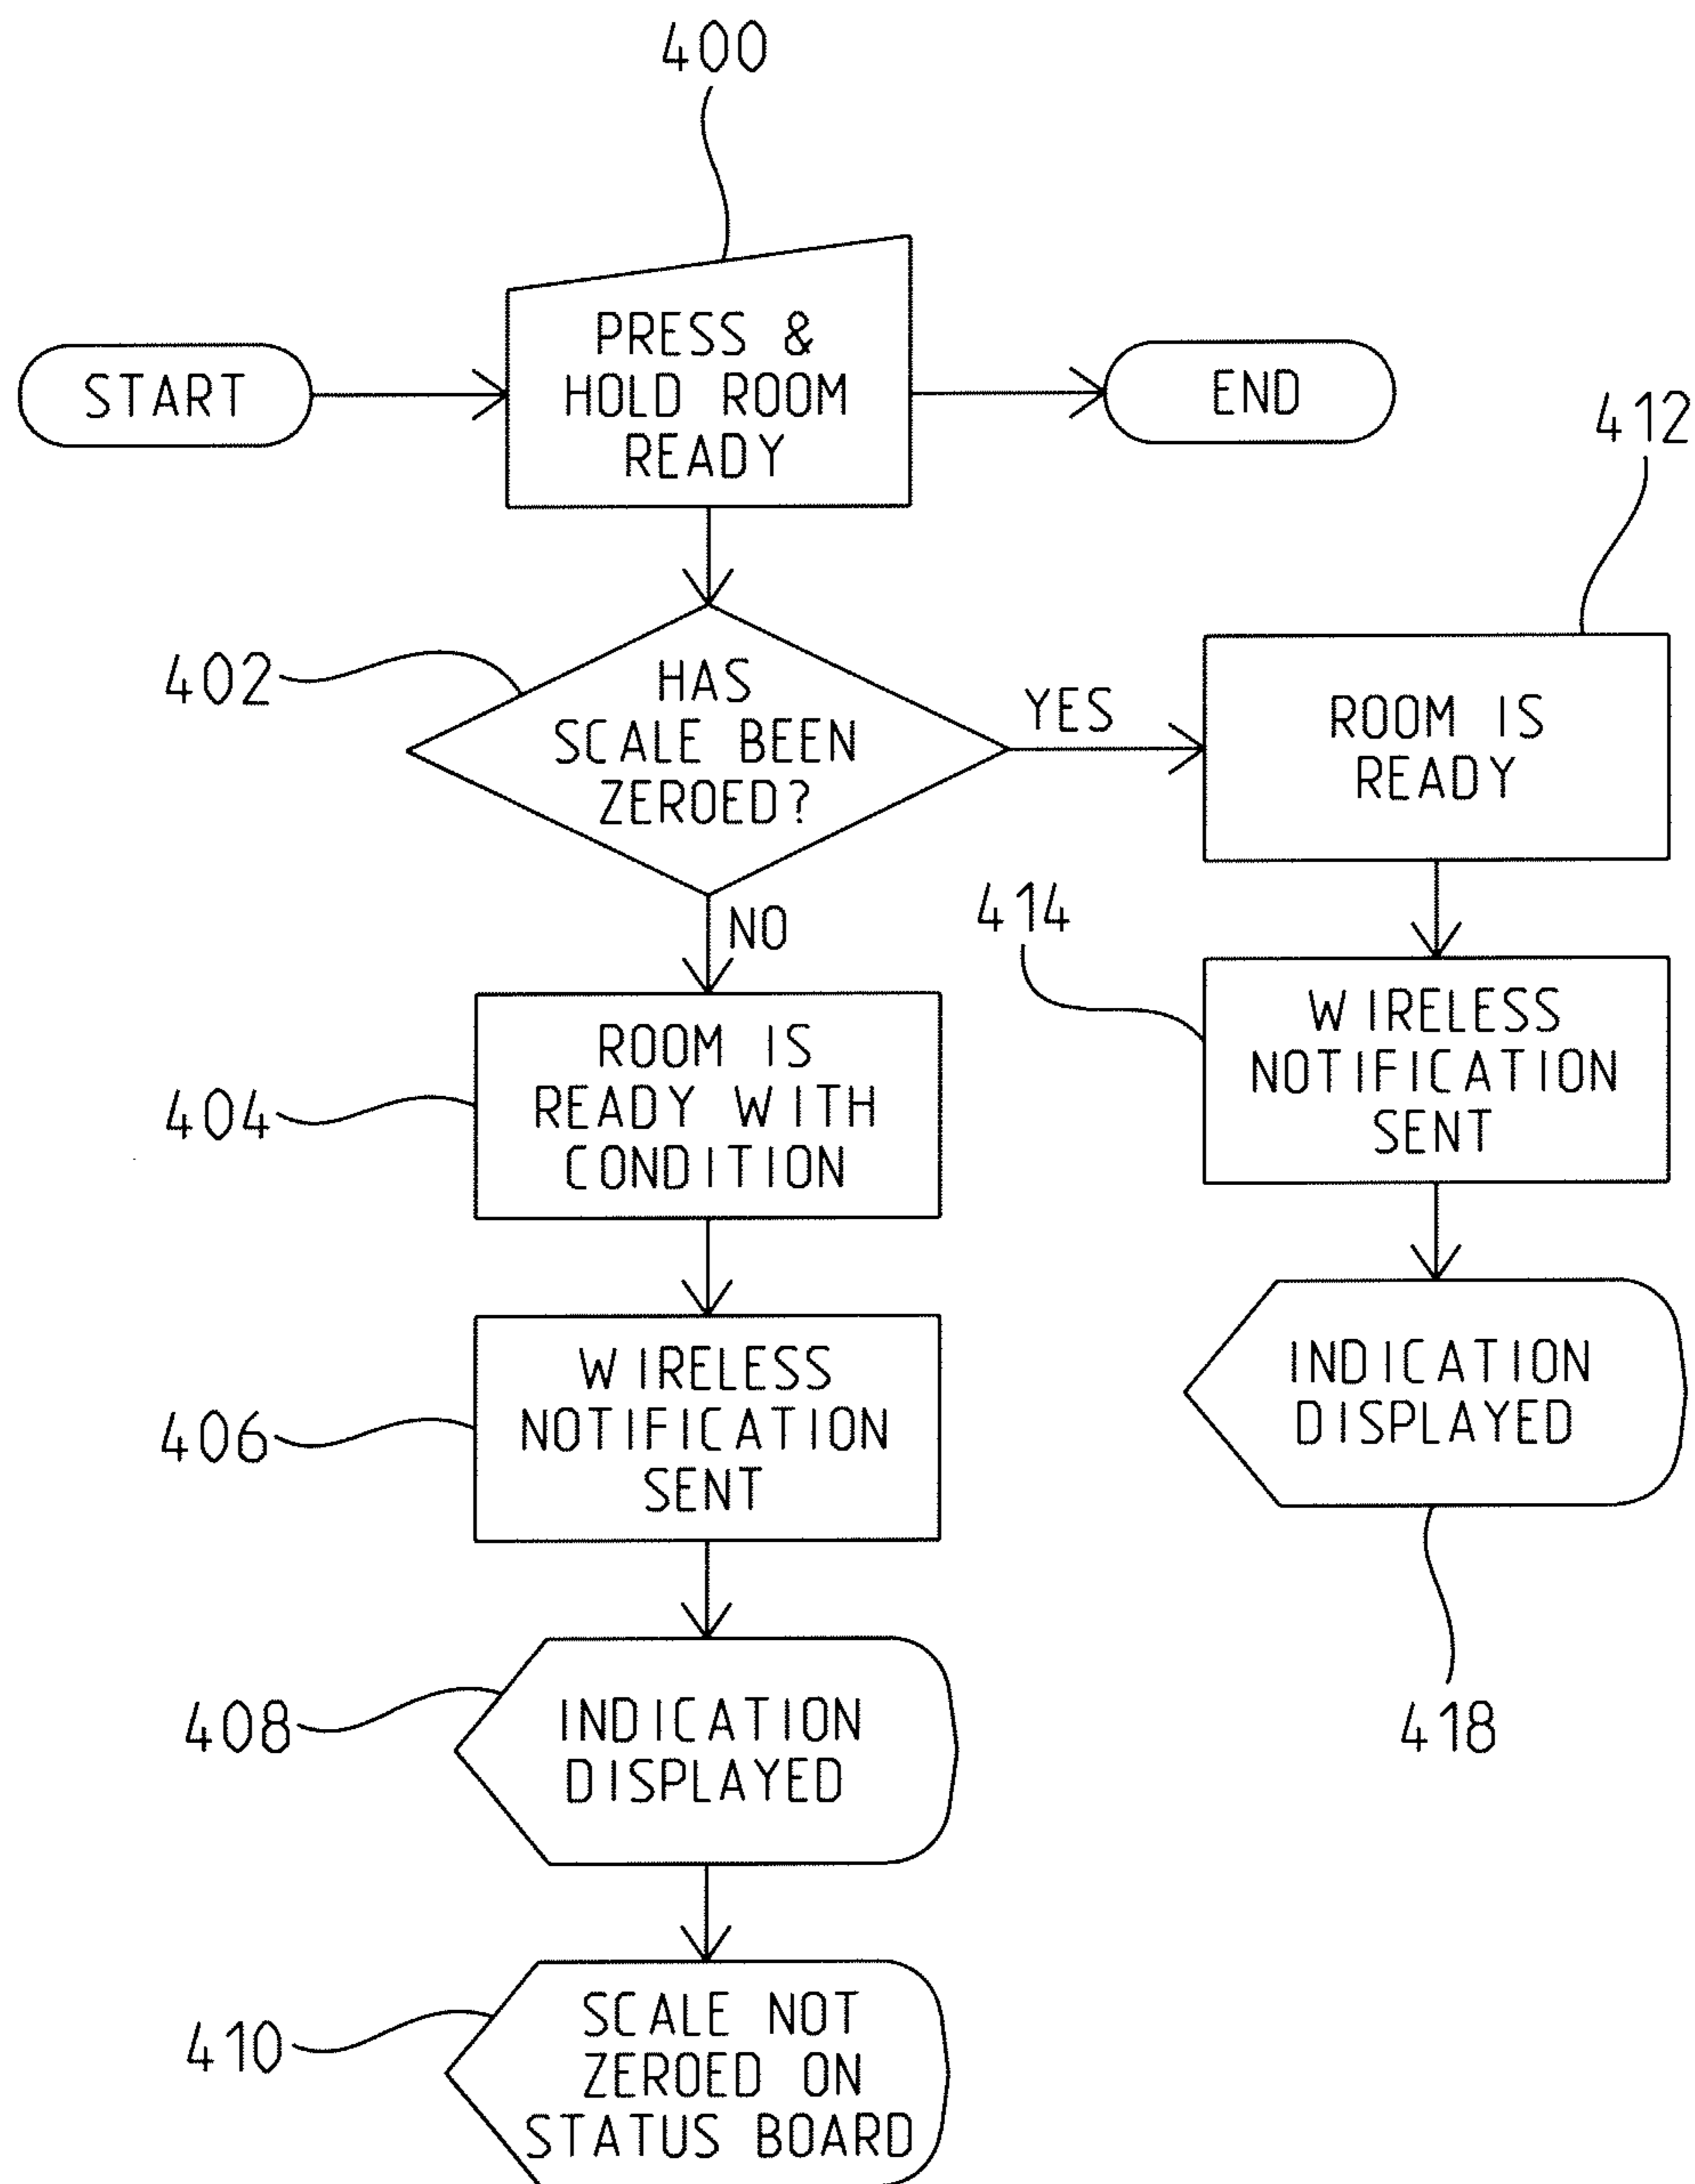 400
START
PRESS &
HOLD ROOM
READY
END
412
402
HAS
SCALE BEEN
ZEROED?
YES
ROOM IS
READY
NO
414
404
ROOM IS
READY WITH
CONDITION
WIRELESS
NOTIFICATION
SENT
406
WIRELESS
NOTIFICATION
SENT
INDICATION
DISPLAYED
418
408
INDICATION
DISPLAYED
410
SCALE NOT
ZEROED ON
STATUS BOARD